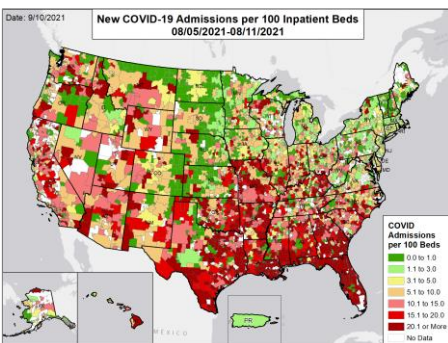 Date: 9/10/2021
New COVID-19 Admissions per 100 Inpatient Beds
08/05/2021-08/11/2021
MEXICO
PR
COVID
Admissions
per 100 Beds
0.0 to 1.0
1.1 to 3.0
3.1 to 5.0
5.1 to 10.0
10.1 to 15.0
15.1 to 20.0
20.1 or More
No Data